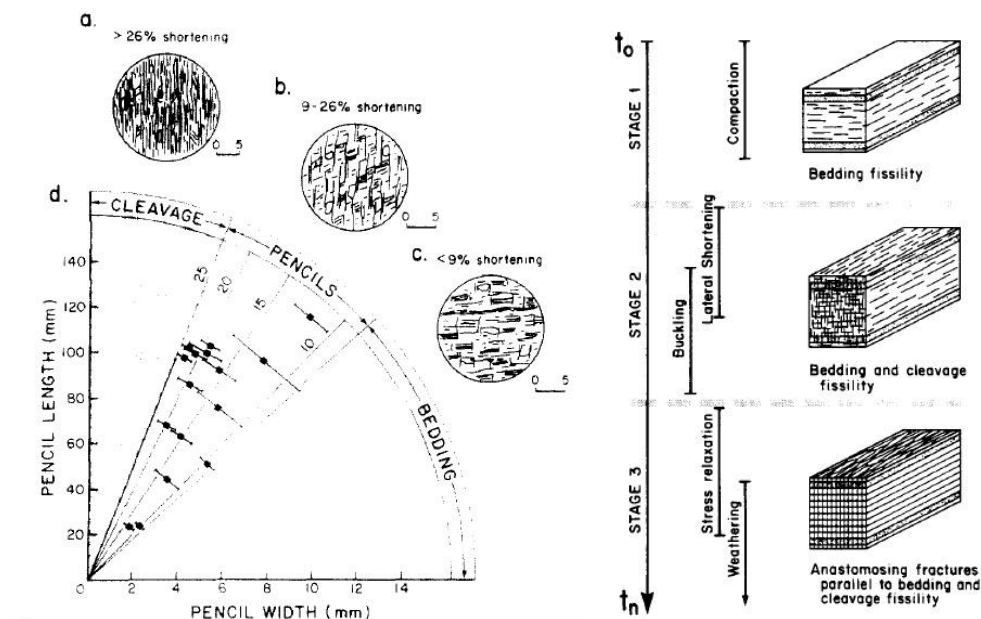 a.
> 26% shortening
0 5
b.
9-26% shortening
0 5
c.
<9% shortening
0 5
d.
CLEAVAGE
PENCILS
BEDDING
25
20
15
10
PENCIL LENGTH (mm)
140
120
100
80
60
40
20
0
2
4
6
8
10
12
14
PENCIL WIDTH (mm)
to
STAGE 1
Compaction
Bedding fissility
STAGE 2
Buckling
Lateral Shortening
Bedding and cleavage
fissility
STAGE 3
Stress relaxation
Weathering
Anastomosing fractures
parallel to bedding and
cleavage fissility
tn